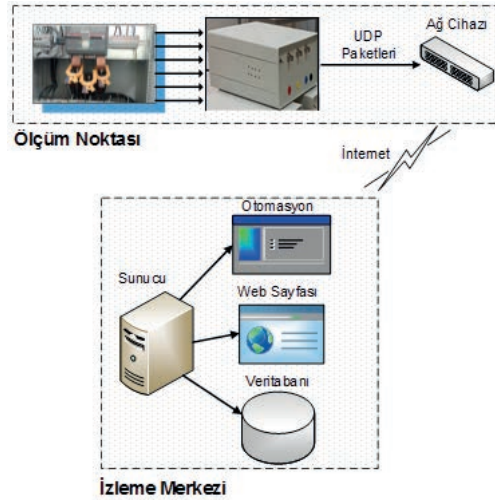 UDP
Paketleri
Ağ Cihazı
Ölçüm Noktası
İnternet
Otomasyon
Sunucu
Web Sayfası
Veritabanı
İzleme Merkezi